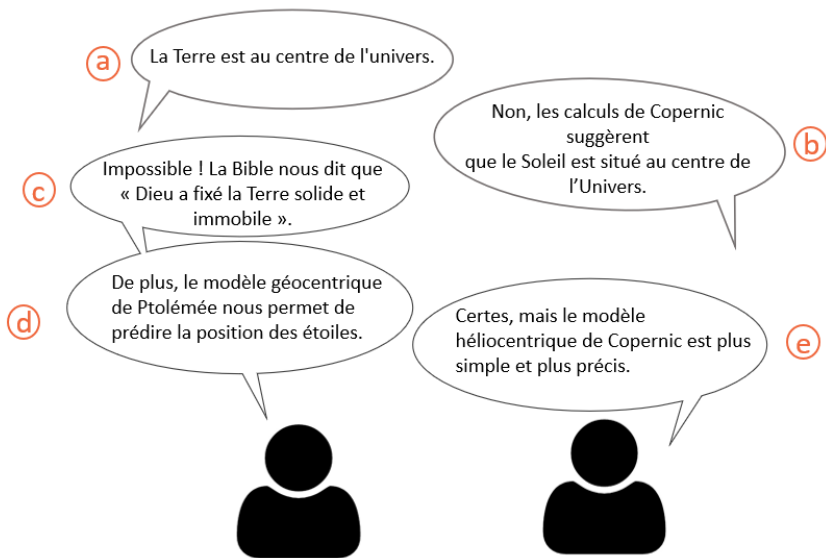 a
La Terre est au centre de l'univers.
Non, les calculs de Copernic
suggèrent
que le Soleil est situé au centre de
l’Univers.
b
c
Impossible ! La Bible nous dit que
« Dieu a fixé la Terre solide et
immobile ».
d
De plus, le modèle géocentrique
de Ptolémée nous permet de
prédire la position des étoiles.
Certes, mais le modèle
héliocentrique de Copernic est plus
simple et plus précis.
e